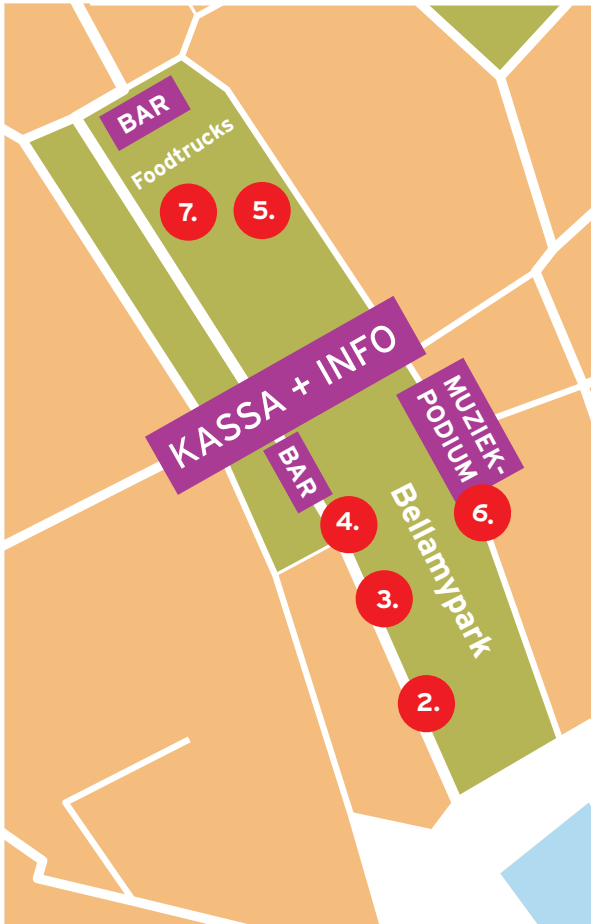 BAR
Foodtrucks
7.
5.
KASSA + INFO
MUZIEK-
PODIUM
BAR
4.
6.
Bellamypark
3.
2.